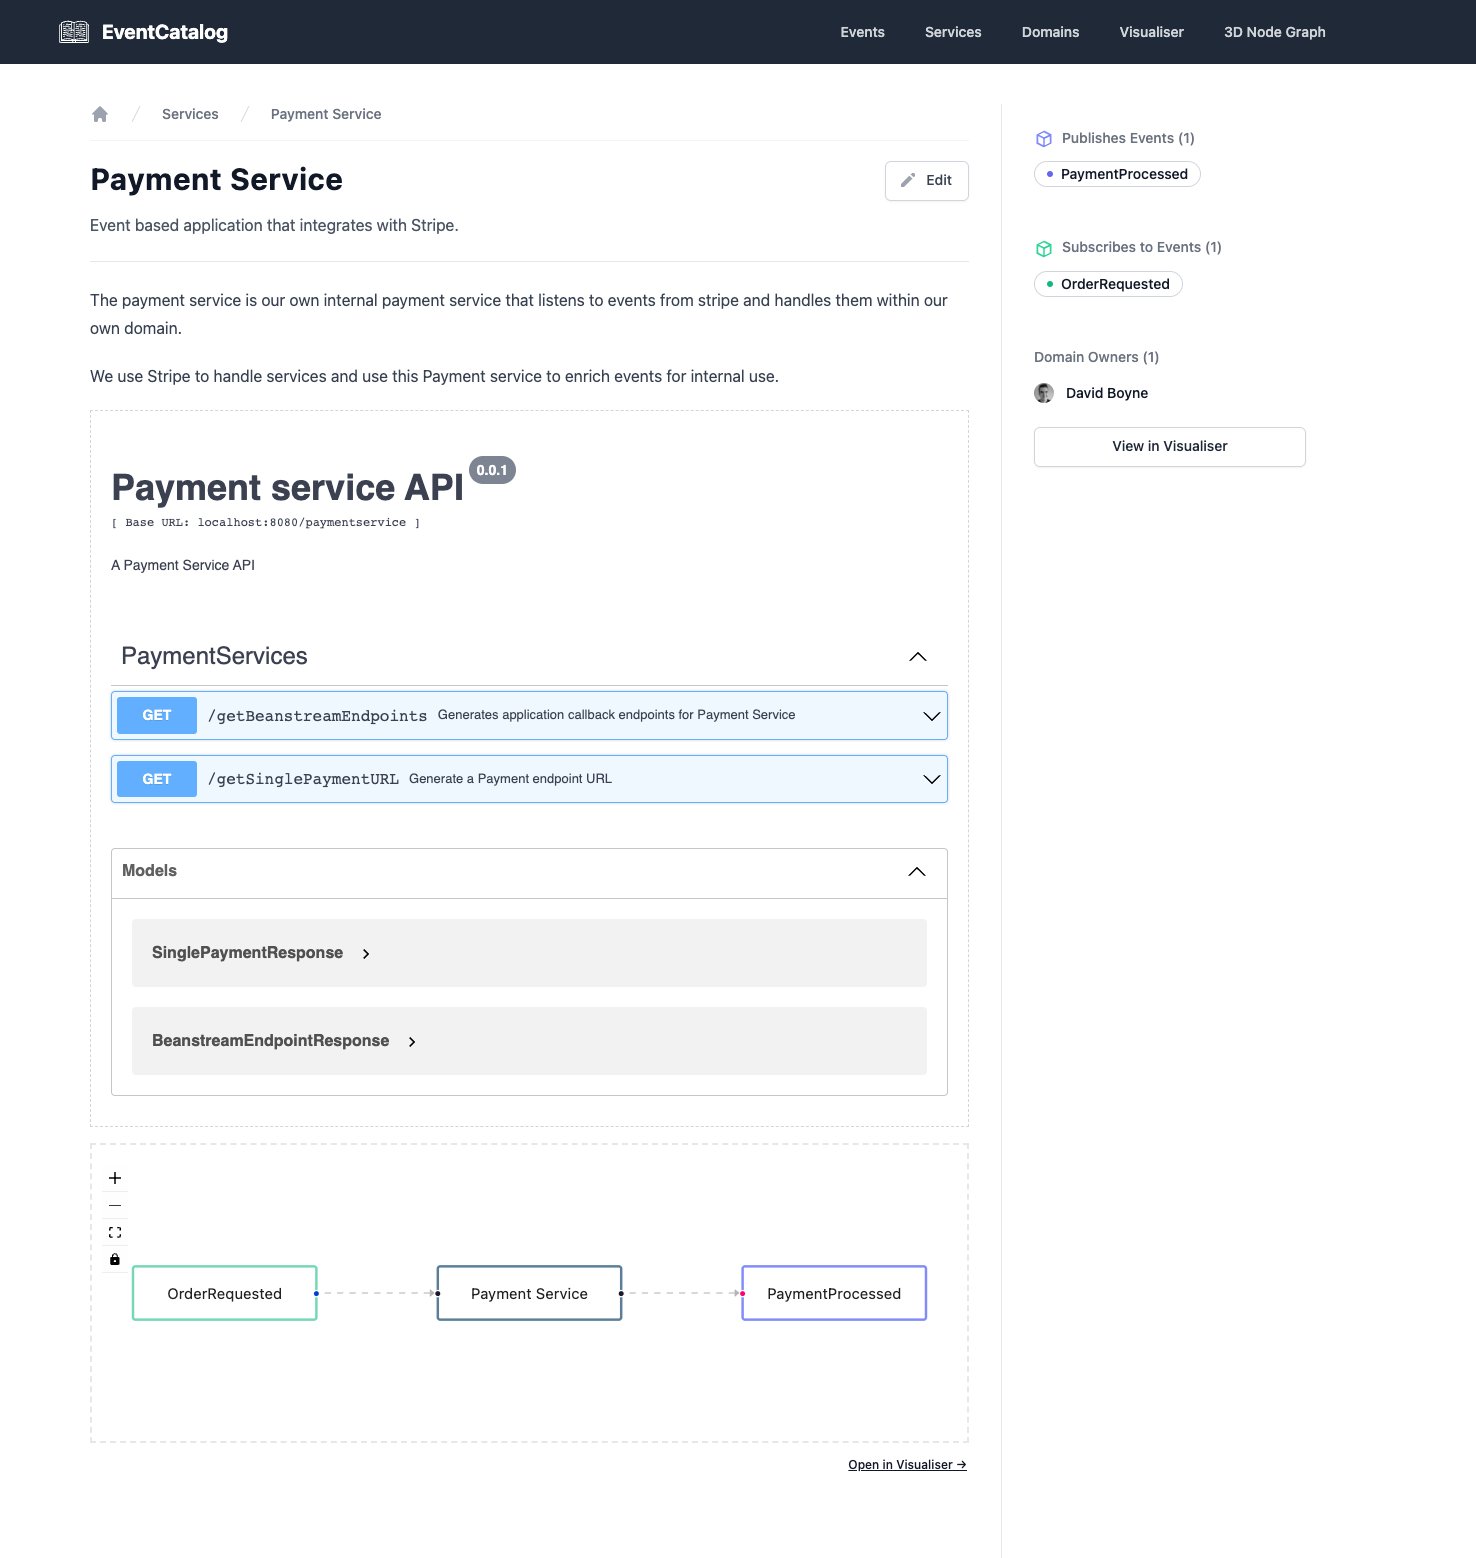 EventCatalog
Events
Services
Domains
Visualiser
3D Node Graph
Services
Payment Service
Payment Service
Edit
Event based application that integrates with Stripe.
The payment service is our own internal payment service that listens to events from stripe and handles them within our
own domain.
We use Stripe to handle services and use this Payment service to enrich events for internal use.
Payment service API 0.0.1
[ Base URL: localhost:8080/paymentservice ]
A Payment Service API
PaymentServices
GET /getBeanstreamEndpoints Generates application callback endpoints for Payment Service
GET /getSinglePaymentURL Generate a Payment endpoint URL
Models
SinglePaymentResponse
BeanstreamEndpointResponse
OrderRequested
Payment Service
PaymentProcessed
Open in Visualiser →
Publishes Events (1)
PaymentProcessed
Subscribes to Events (1)
OrderRequested
Domain Owners (1)
David Boyne
View in Visualiser